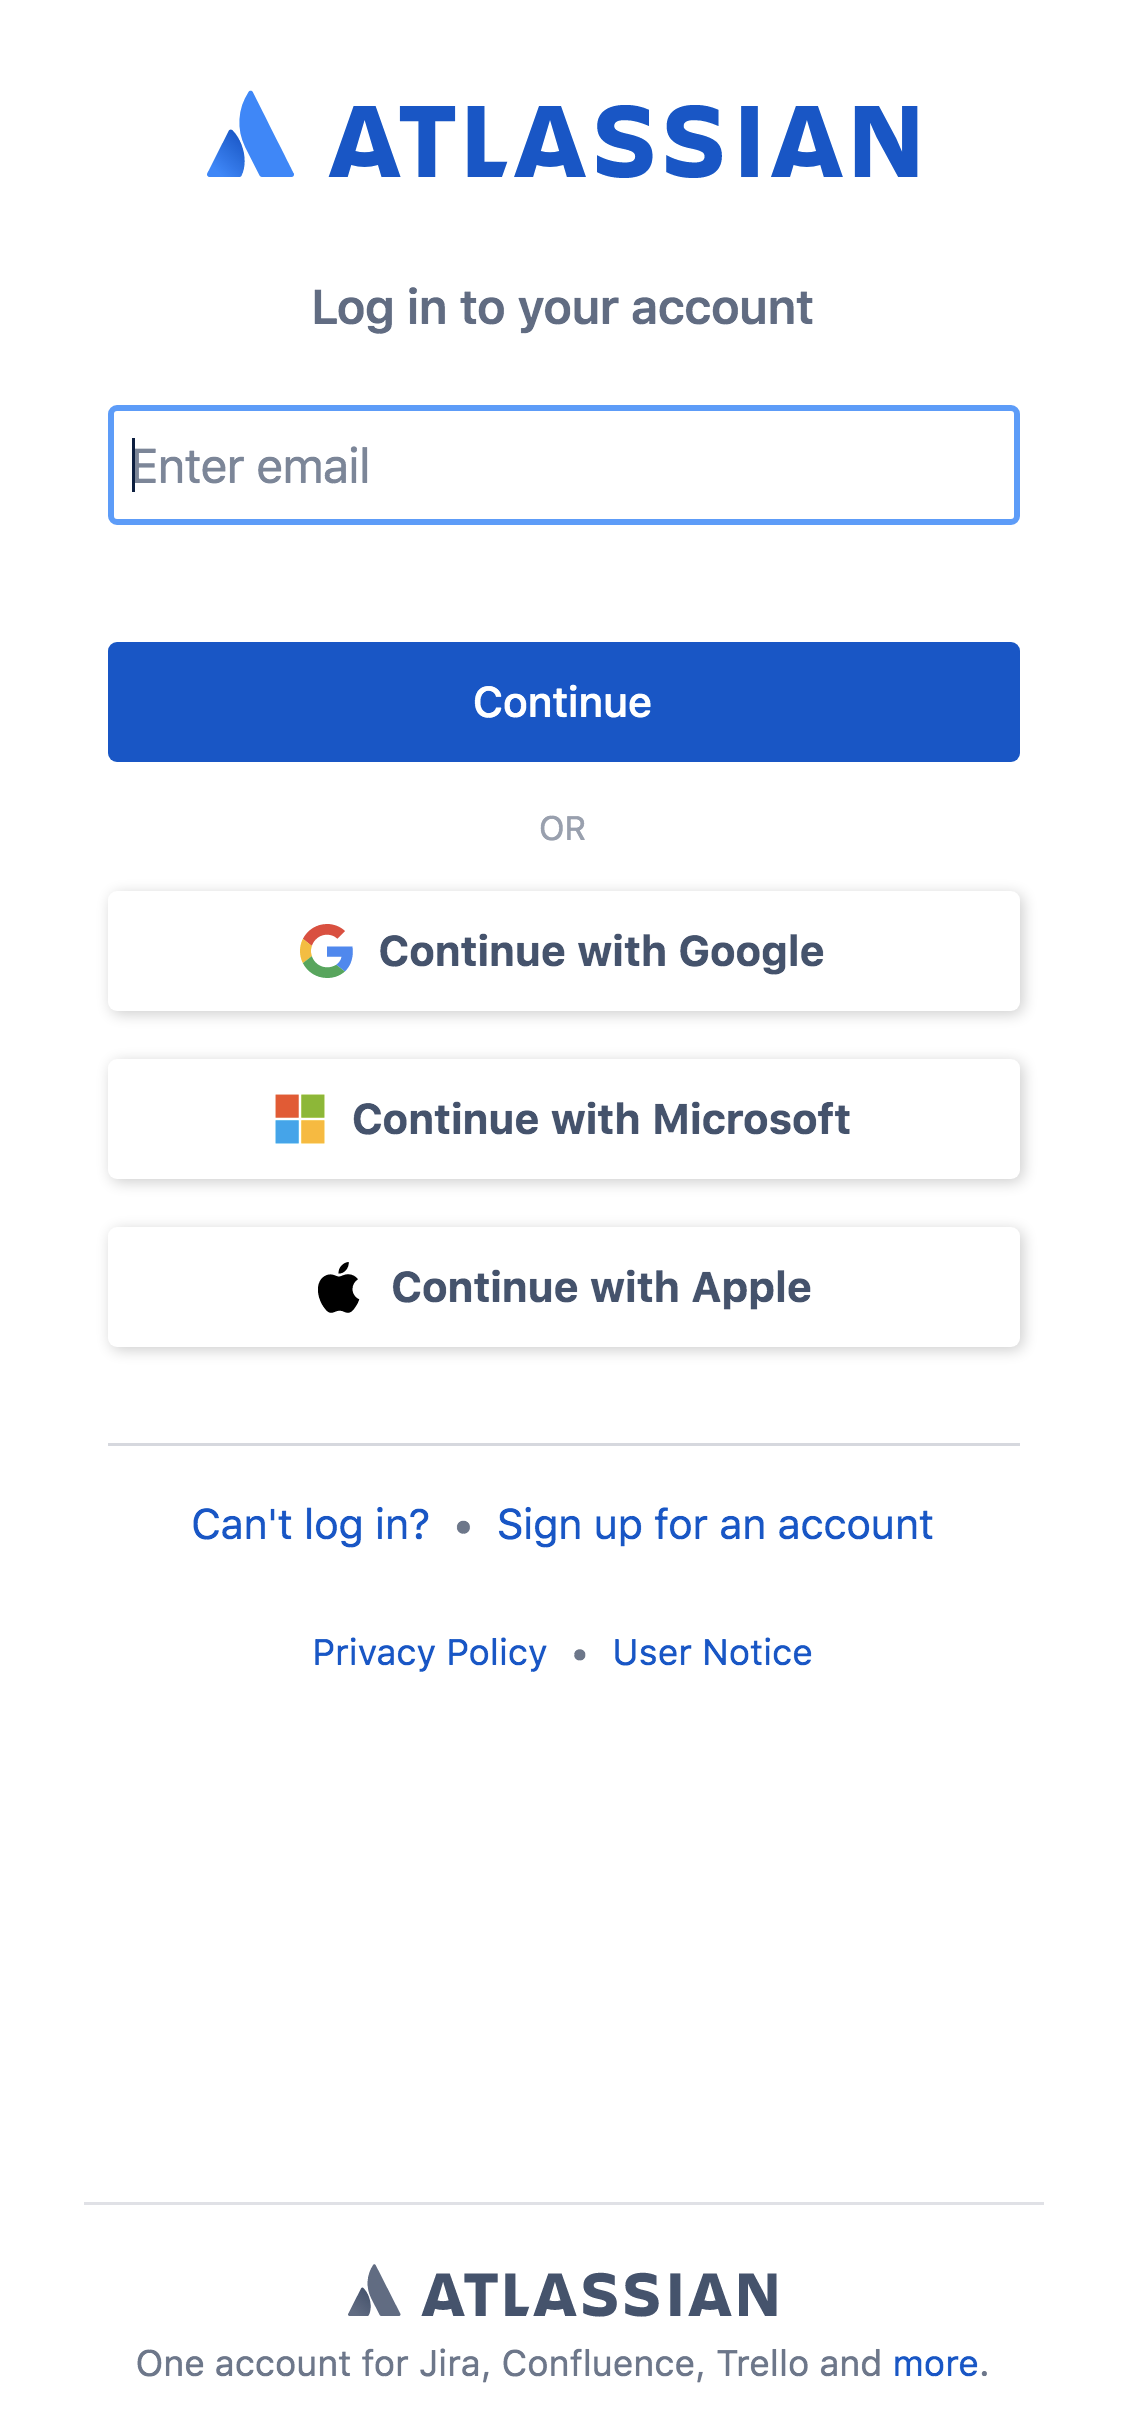 ATLASSIAN
Log in to your account
Enter email
Continue
OR
Continue with Google
Continue with Microsoft
Continue with Apple
Can't log in? • Sign up for an account
Privacy Policy • User Notice
ATLASSIAN
One account for Jira, Confluence, Trello and more.